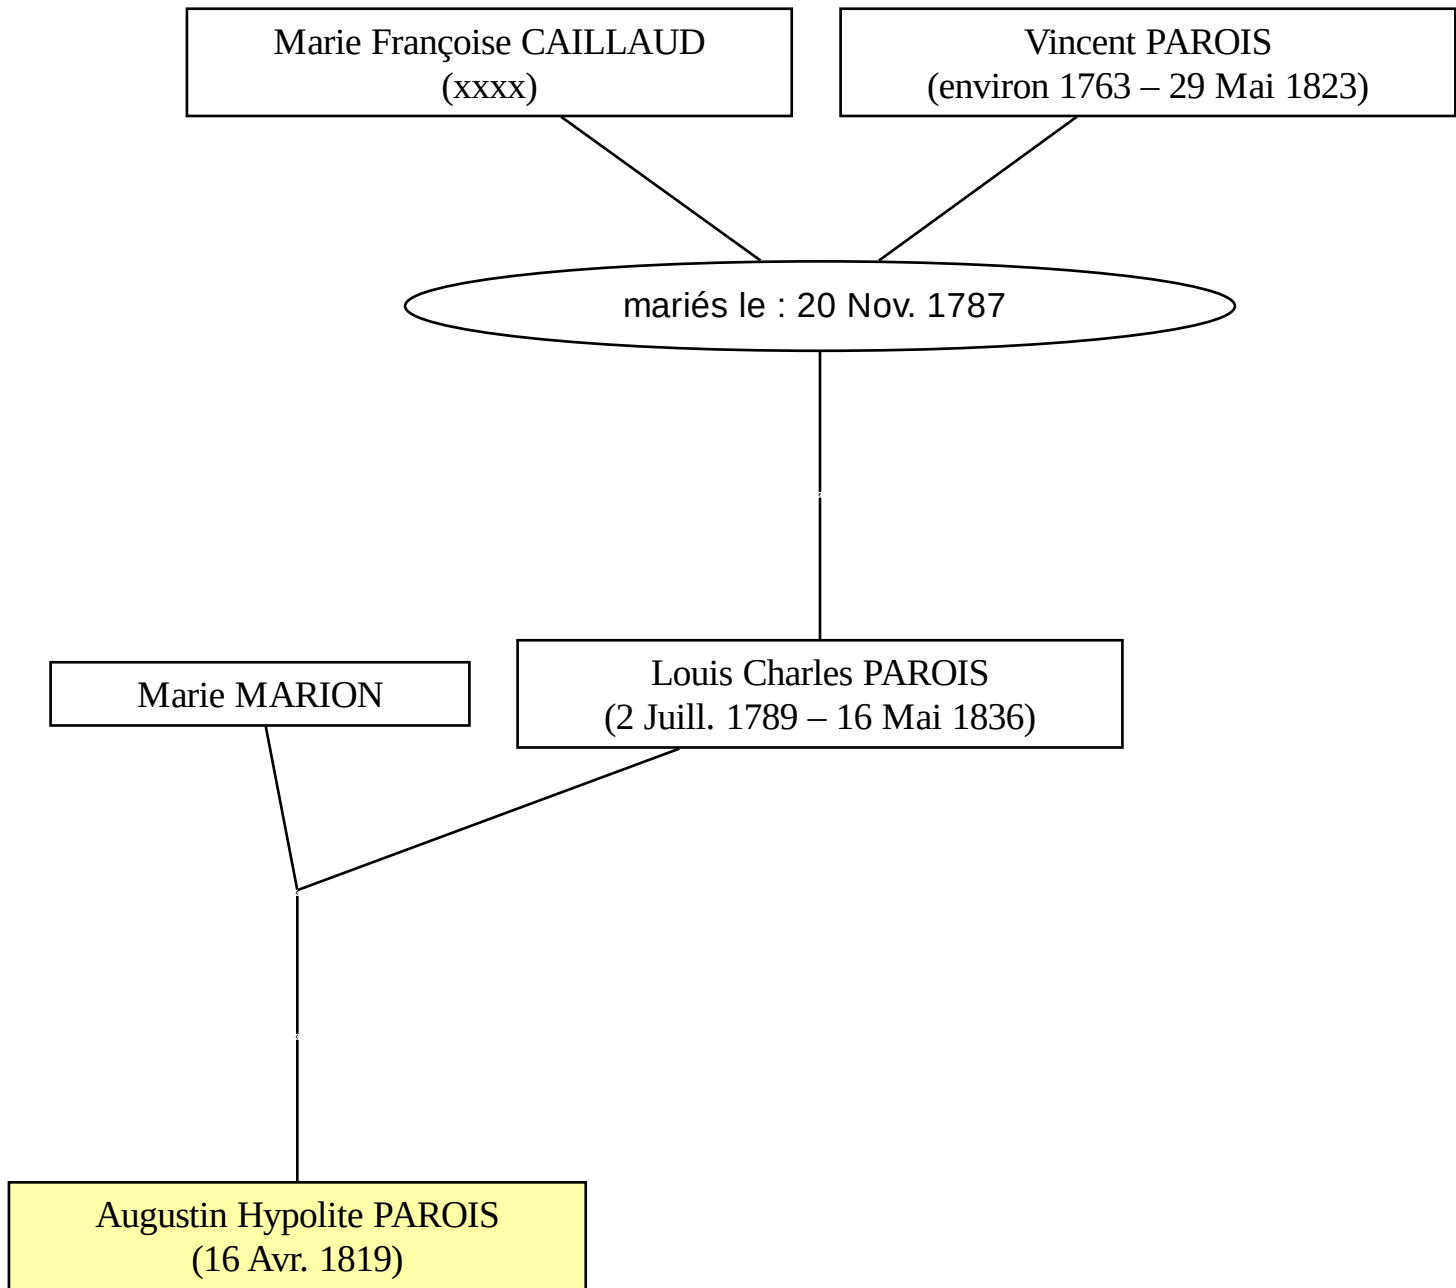 Marie Françoise CAILLAUD
(xxxx)
Vincent PAROIS
(environ 1763 – 29 Mai 1823)
mariés le : 20 Nov. 1787
Marie MARION
Louis Charles PAROIS
(2 Juill. 1789 – 16 Mai 1836)
Augustin Hypolite PAROIS
(16 Avr. 1819)